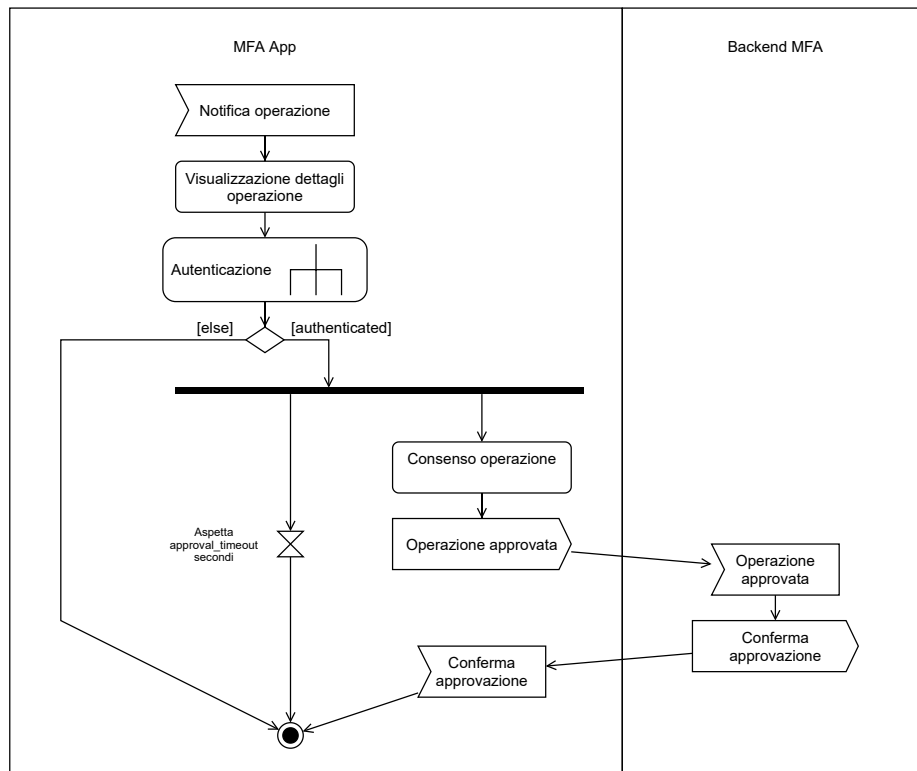 MFA App
Backend MFA
Notifica operazione
Visualizzazione dettagli
operazione
Autenticazione
[else]
[authenticated]
Consenso operazione
Aspetta
approval_timeout
secondi
Operazione approvata
Operazione
approvata
Conferma
approvazione
Conferma
approvazione